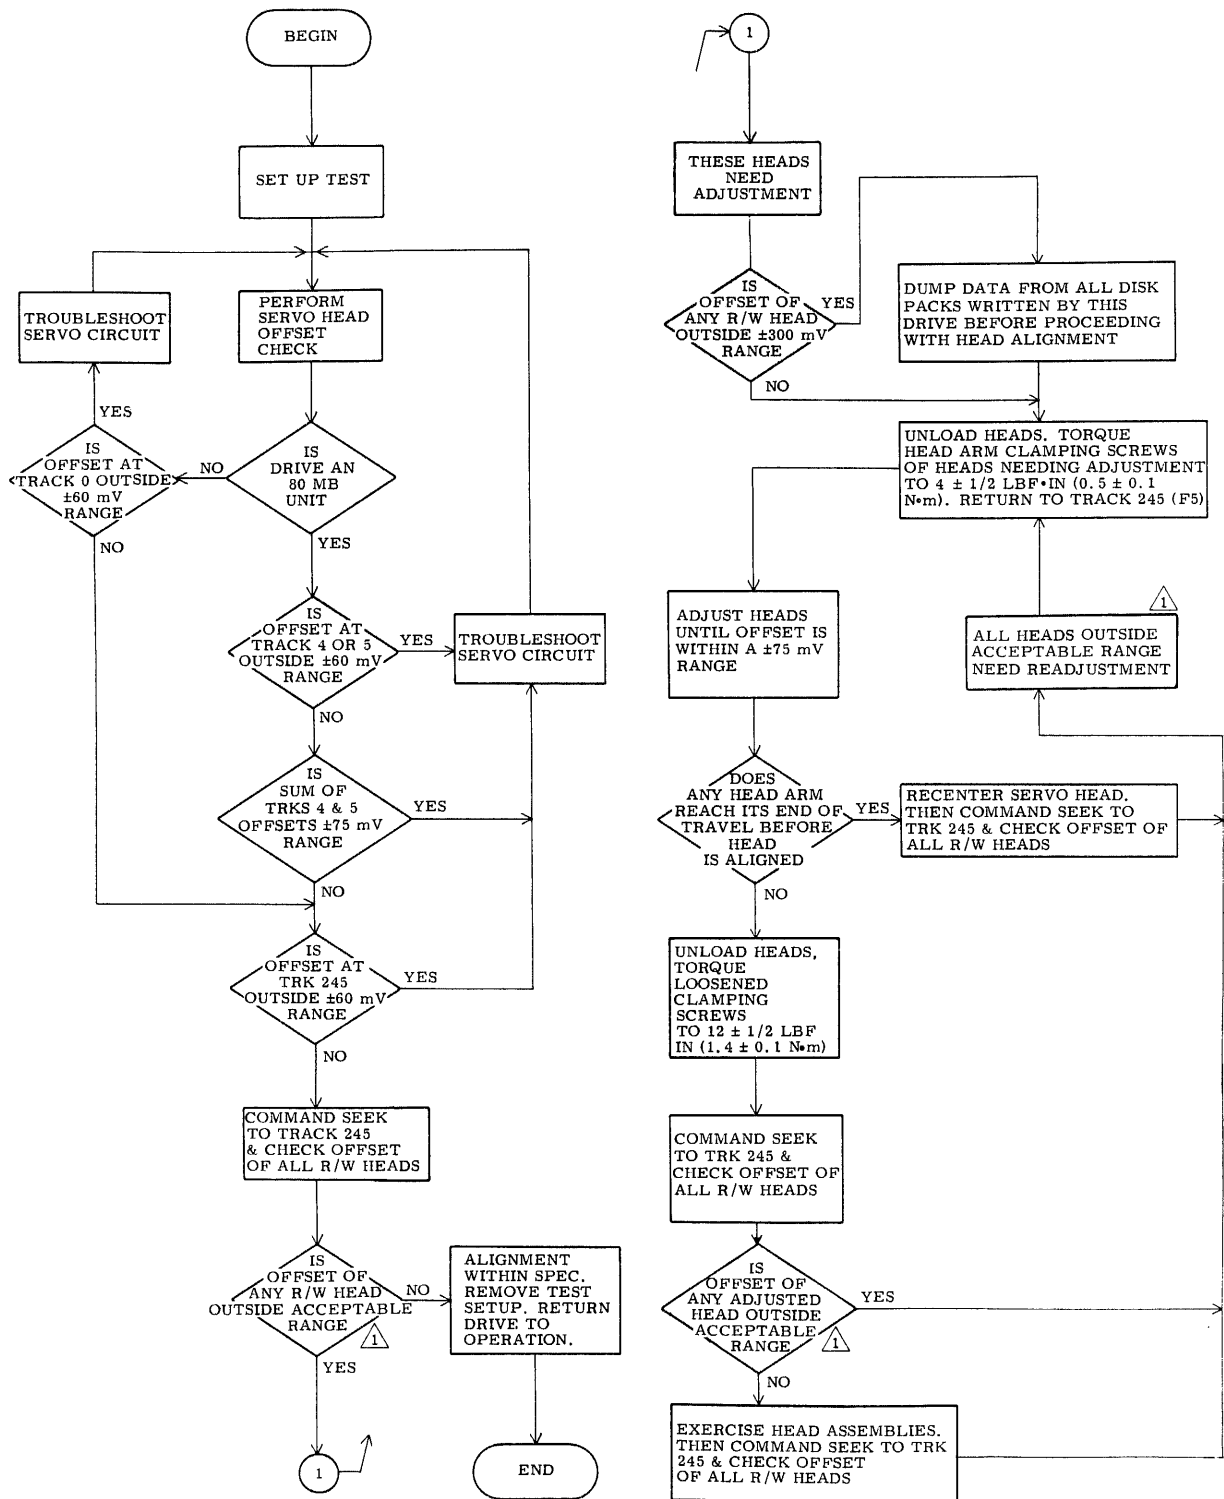 BEGIN
SET UP TEST
TROUBLESHOOT
SERVO CIRCUIT
PERFORM
SERVO HEAD
OFFSET
CHECK
YES
IS
OFFSET AT
TRACK 0 OUTSIDE
±60 mV
RANGE
NO
NO
IS
DRIVE AN
80 MB
UNIT
YES
IS
OFFSET AT
TRACK 4 OR 5
OUTSIDE ±60 mV
RANGE
YES
TROUBLESHOOT
SERVO CIRCUIT
NO
IS
SUM OF
TRKS 4 & 5
OFFSETS ±75 mV
RANGE
YES
NO
IS
OFFSET AT
TRK 245
OUTSIDE ±60 mV
RANGE
YES
NO
COMMAND SEEK
TO TRACK 245
& CHECK OFFSET
OF ALL R/W HEADS
IS
OFFSET OF
ANY R/W HEAD
OUTSIDE ACCEPTABLE
RANGE
1
NO
ALIGNMENT
WITHIN SPEC.
REMOVE TEST
SETUP. RETURN
DRIVE TO
OPERATION.
YES
1
END
1
THESE HEADS
NEED
ADJUSTMENT
IS
OFFSET OF
ANY R/W HEAD
OUTSIDE ±300 mV
RANGE
YES
NO
DUMP DATA FROM ALL DISK
PACKS WRITTEN BY THIS
DRIVE BEFORE PROCEEDING
WITH HEAD ALIGNMENT
UNLOAD HEADS. TORQUE
HEAD ARM CLAMPING SCREWS
OF HEADS NEEDING ADJUSTMENT
TO 4 ± 1/2 LBF•IN (0.5 ± 0.1
N•m). RETURN TO TRACK 245 (F5)
ADJUST HEADS
UNTIL OFFSET IS
WITHIN A ±75 mV
RANGE
1
ALL HEADS OUTSIDE
ACCEPTABLE RANGE
NEED READJUSTMENT
DOES
ANY HEAD ARM
REACH ITS END OF
TRAVEL BEFORE
HEAD
IS ALIGNED
YES
RECENTER SERVO HEAD.
THEN COMMAND SEEK TO
TRK 245 & CHECK OFFSET OF
ALL R/W HEADS
NO
UNLOAD HEADS,
TORQUE
LOOSENED
CLAMPING
SCREWS
TO 12 ± 1/2 LBF
IN (1.4 ± 0.1 N•m)
COMMAND SEEK
TO TRK 245 &
CHECK OFFSET OF
ALL R/W HEADS
IS
OFFSET OF
ANY ADJUSTED
HEAD OUTSIDE
ACCEPTABLE
RANGE
1
YES
NO
EXERCISE HEAD ASSEMBLIES.
THEN COMMAND SEEK TO TRK
245 & CHECK OFFSET
OF ALL R/W HEADS